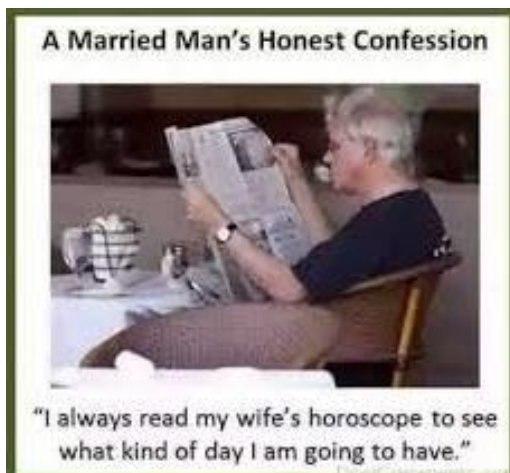 A Married Man's Honest Confession
"I always read my wife's horoscope to see
what kind of day I am going to have."